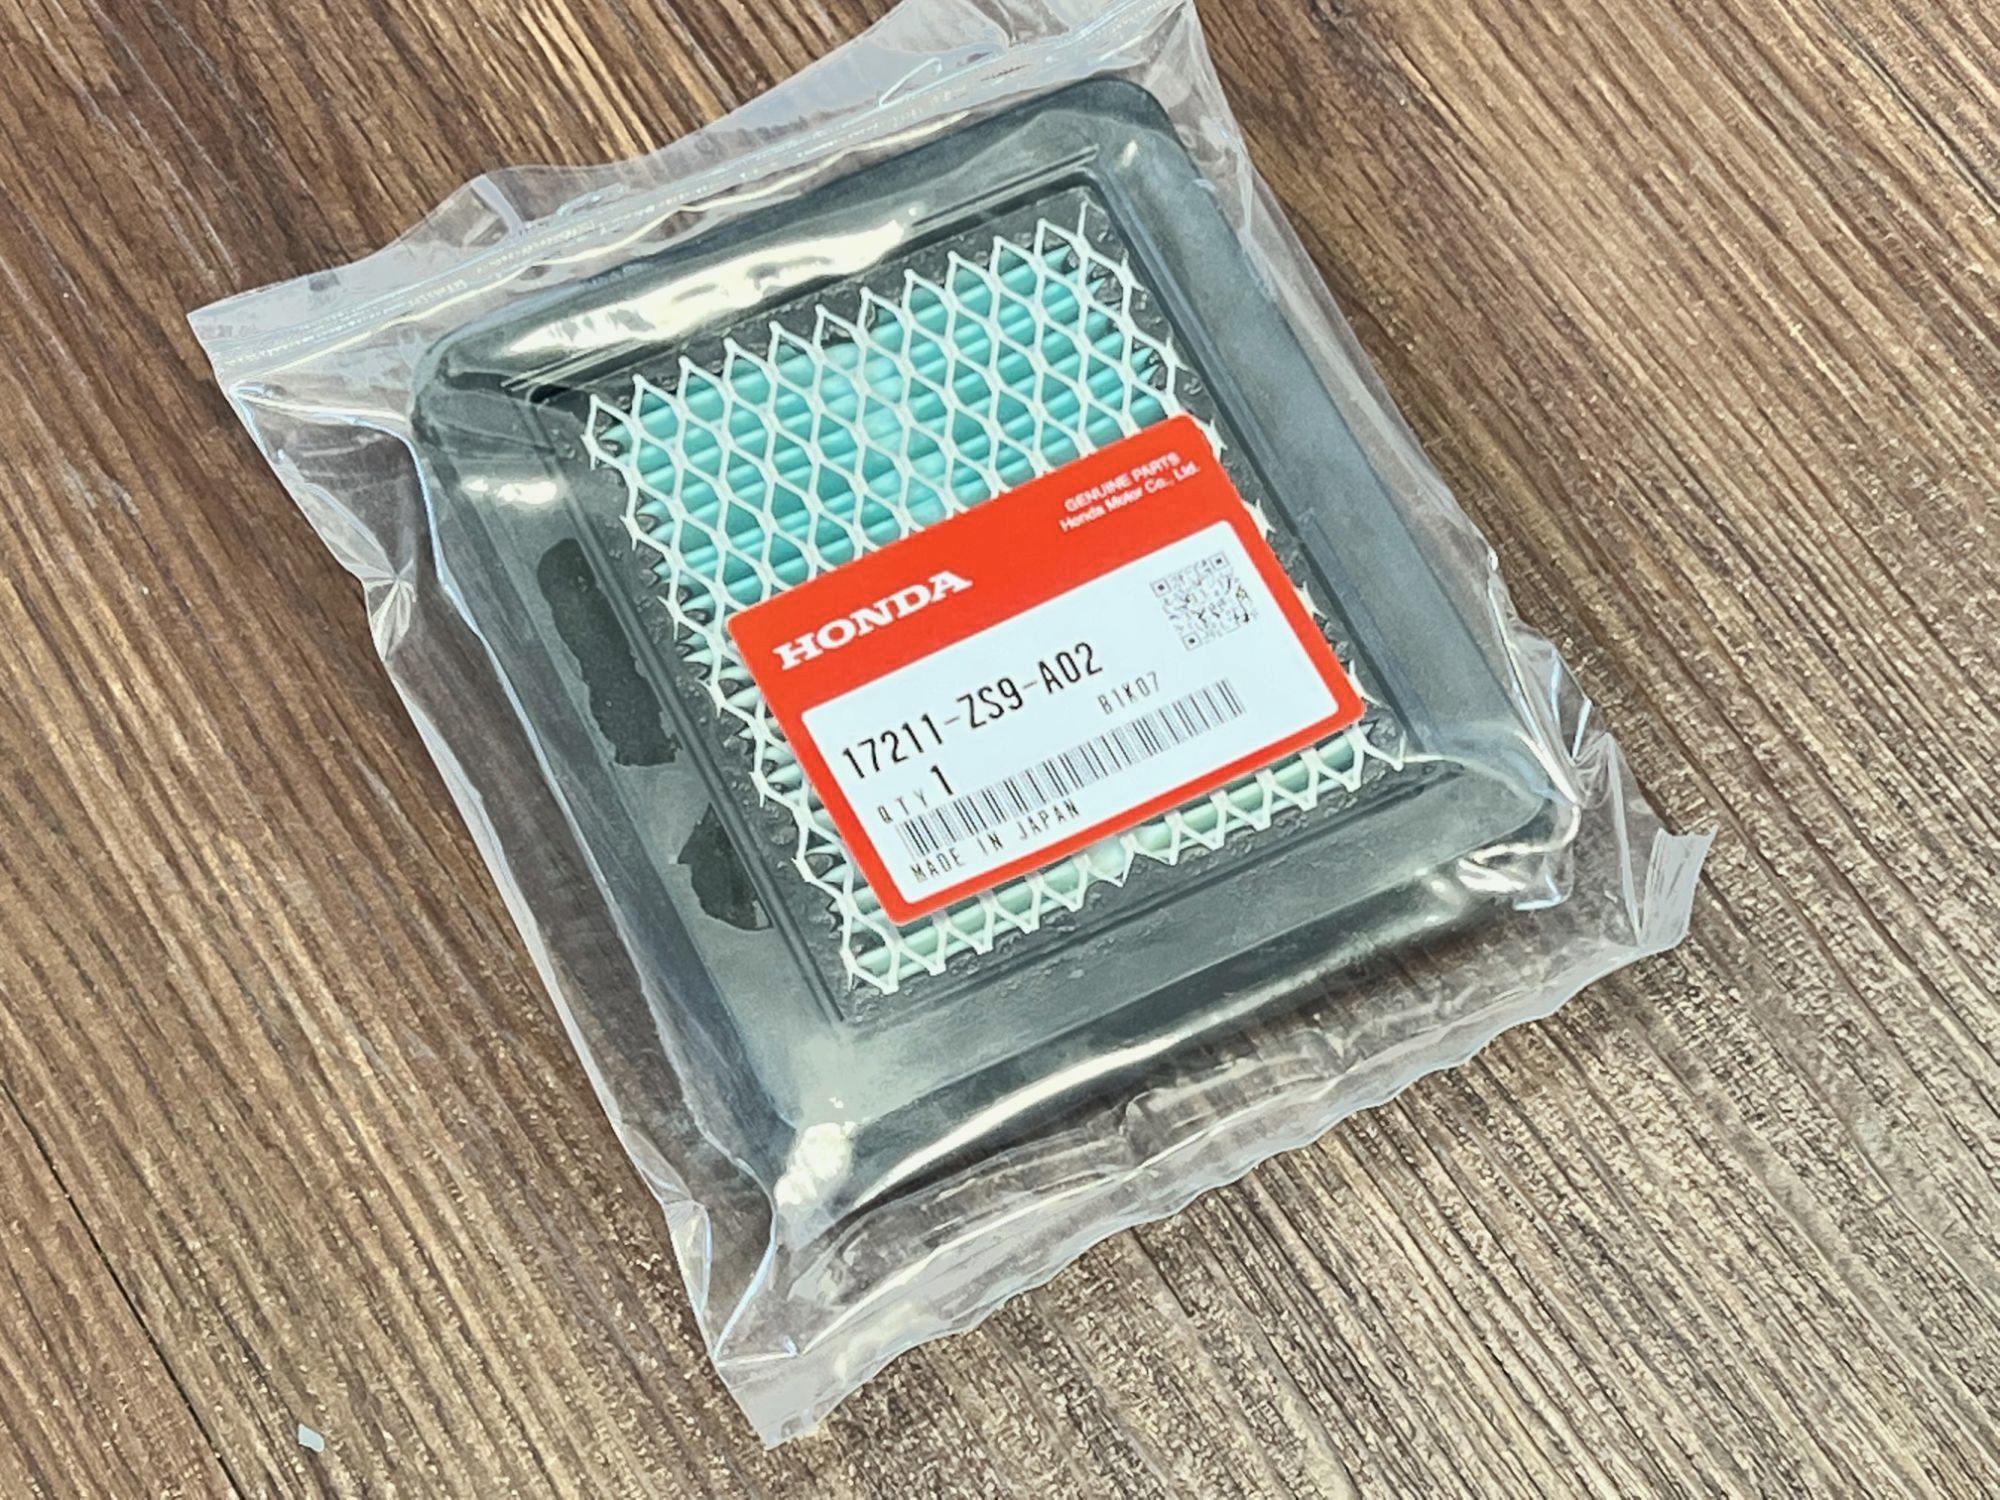 GENUINE PARTS
Honda Motor Co., Ltd.
HONDA
17211-ZS9-A02
B1K07
QTY 1
MADE IN JAPAN